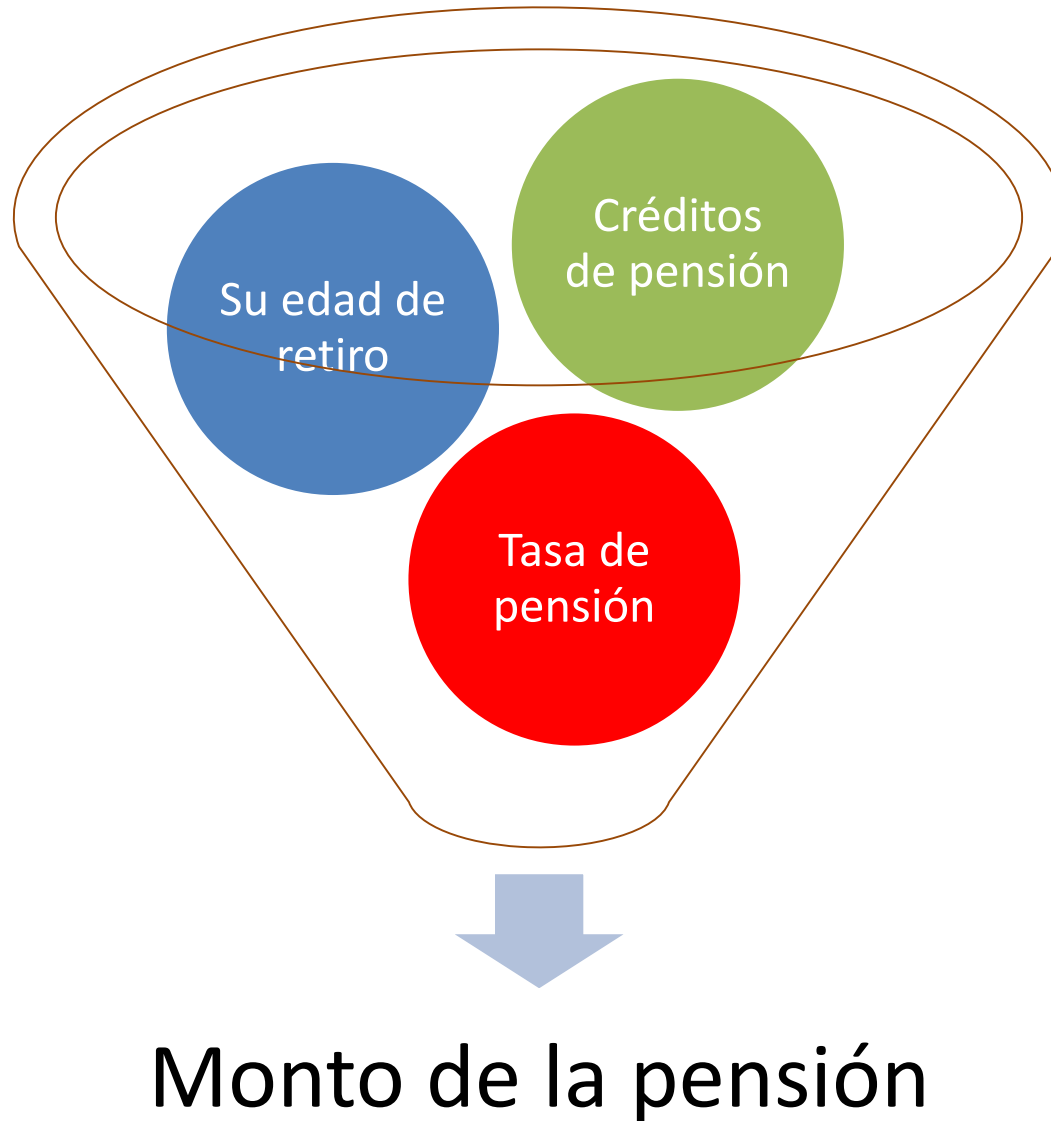 Créditos
de pensión
Su edad de
retiro
Tasa de
pensión
Monto de la pensión